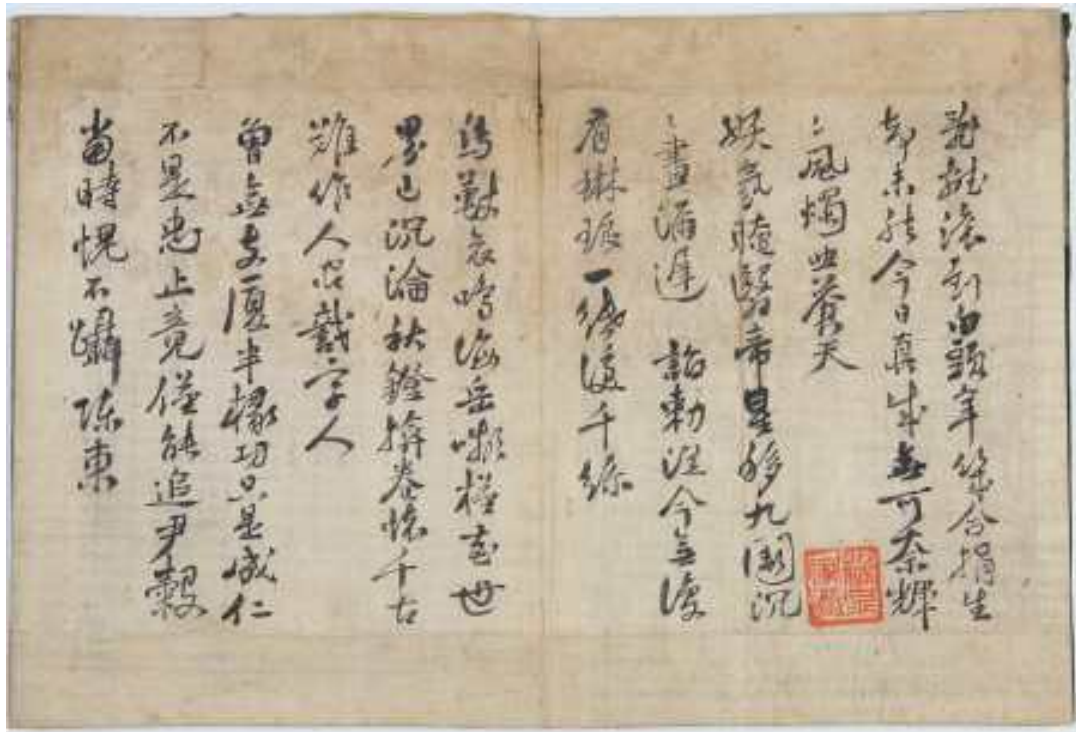 亂離滾到白頭年幾合捐生
却未然今日真成無可奈輝
〻風燭照蒼天
妖氛晻翳帝星移九闕沉
〻晝漏遲 詔勅從今無復
有琳琅一紙淚千絲
鳥獸哀鳴海岳嚬槿花世
界已沉淪秋鐙揜卷懷千古
難作人間識字人
曾無支厦半椽功只是成仁
不是忠止竟僅能追尹穀
當時愧不躡陳東